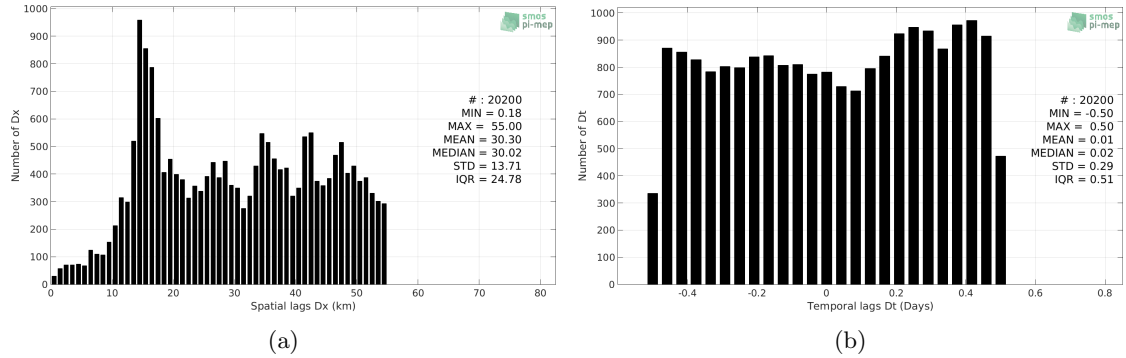 1000
900
800
700
600
500
400
300
200
100
0
Number of Dx
0 10 20 30 40 50 60 70 80
Spatial lags Dx (km)
smos
pi-mep
# : 20200
MIN = 0.18
MAX = 55.00
MEAN = 30.30
MEDIAN = 30.02
STD = 13.71
IQR = 24.78
(a)
1000
900
800
700
600
500
400
300
200
100
0
Number of Dt
-0.4 -0.2 0 0.2 0.4 0.6 0.8
Temporal lags Dt (Days)
smos
pi-mep
# : 20200
MIN = -0.50
MAX = 0.50
MEAN = 0.01
MEDIAN = 0.02
STD = 0.29
IQR = 0.51
(b)